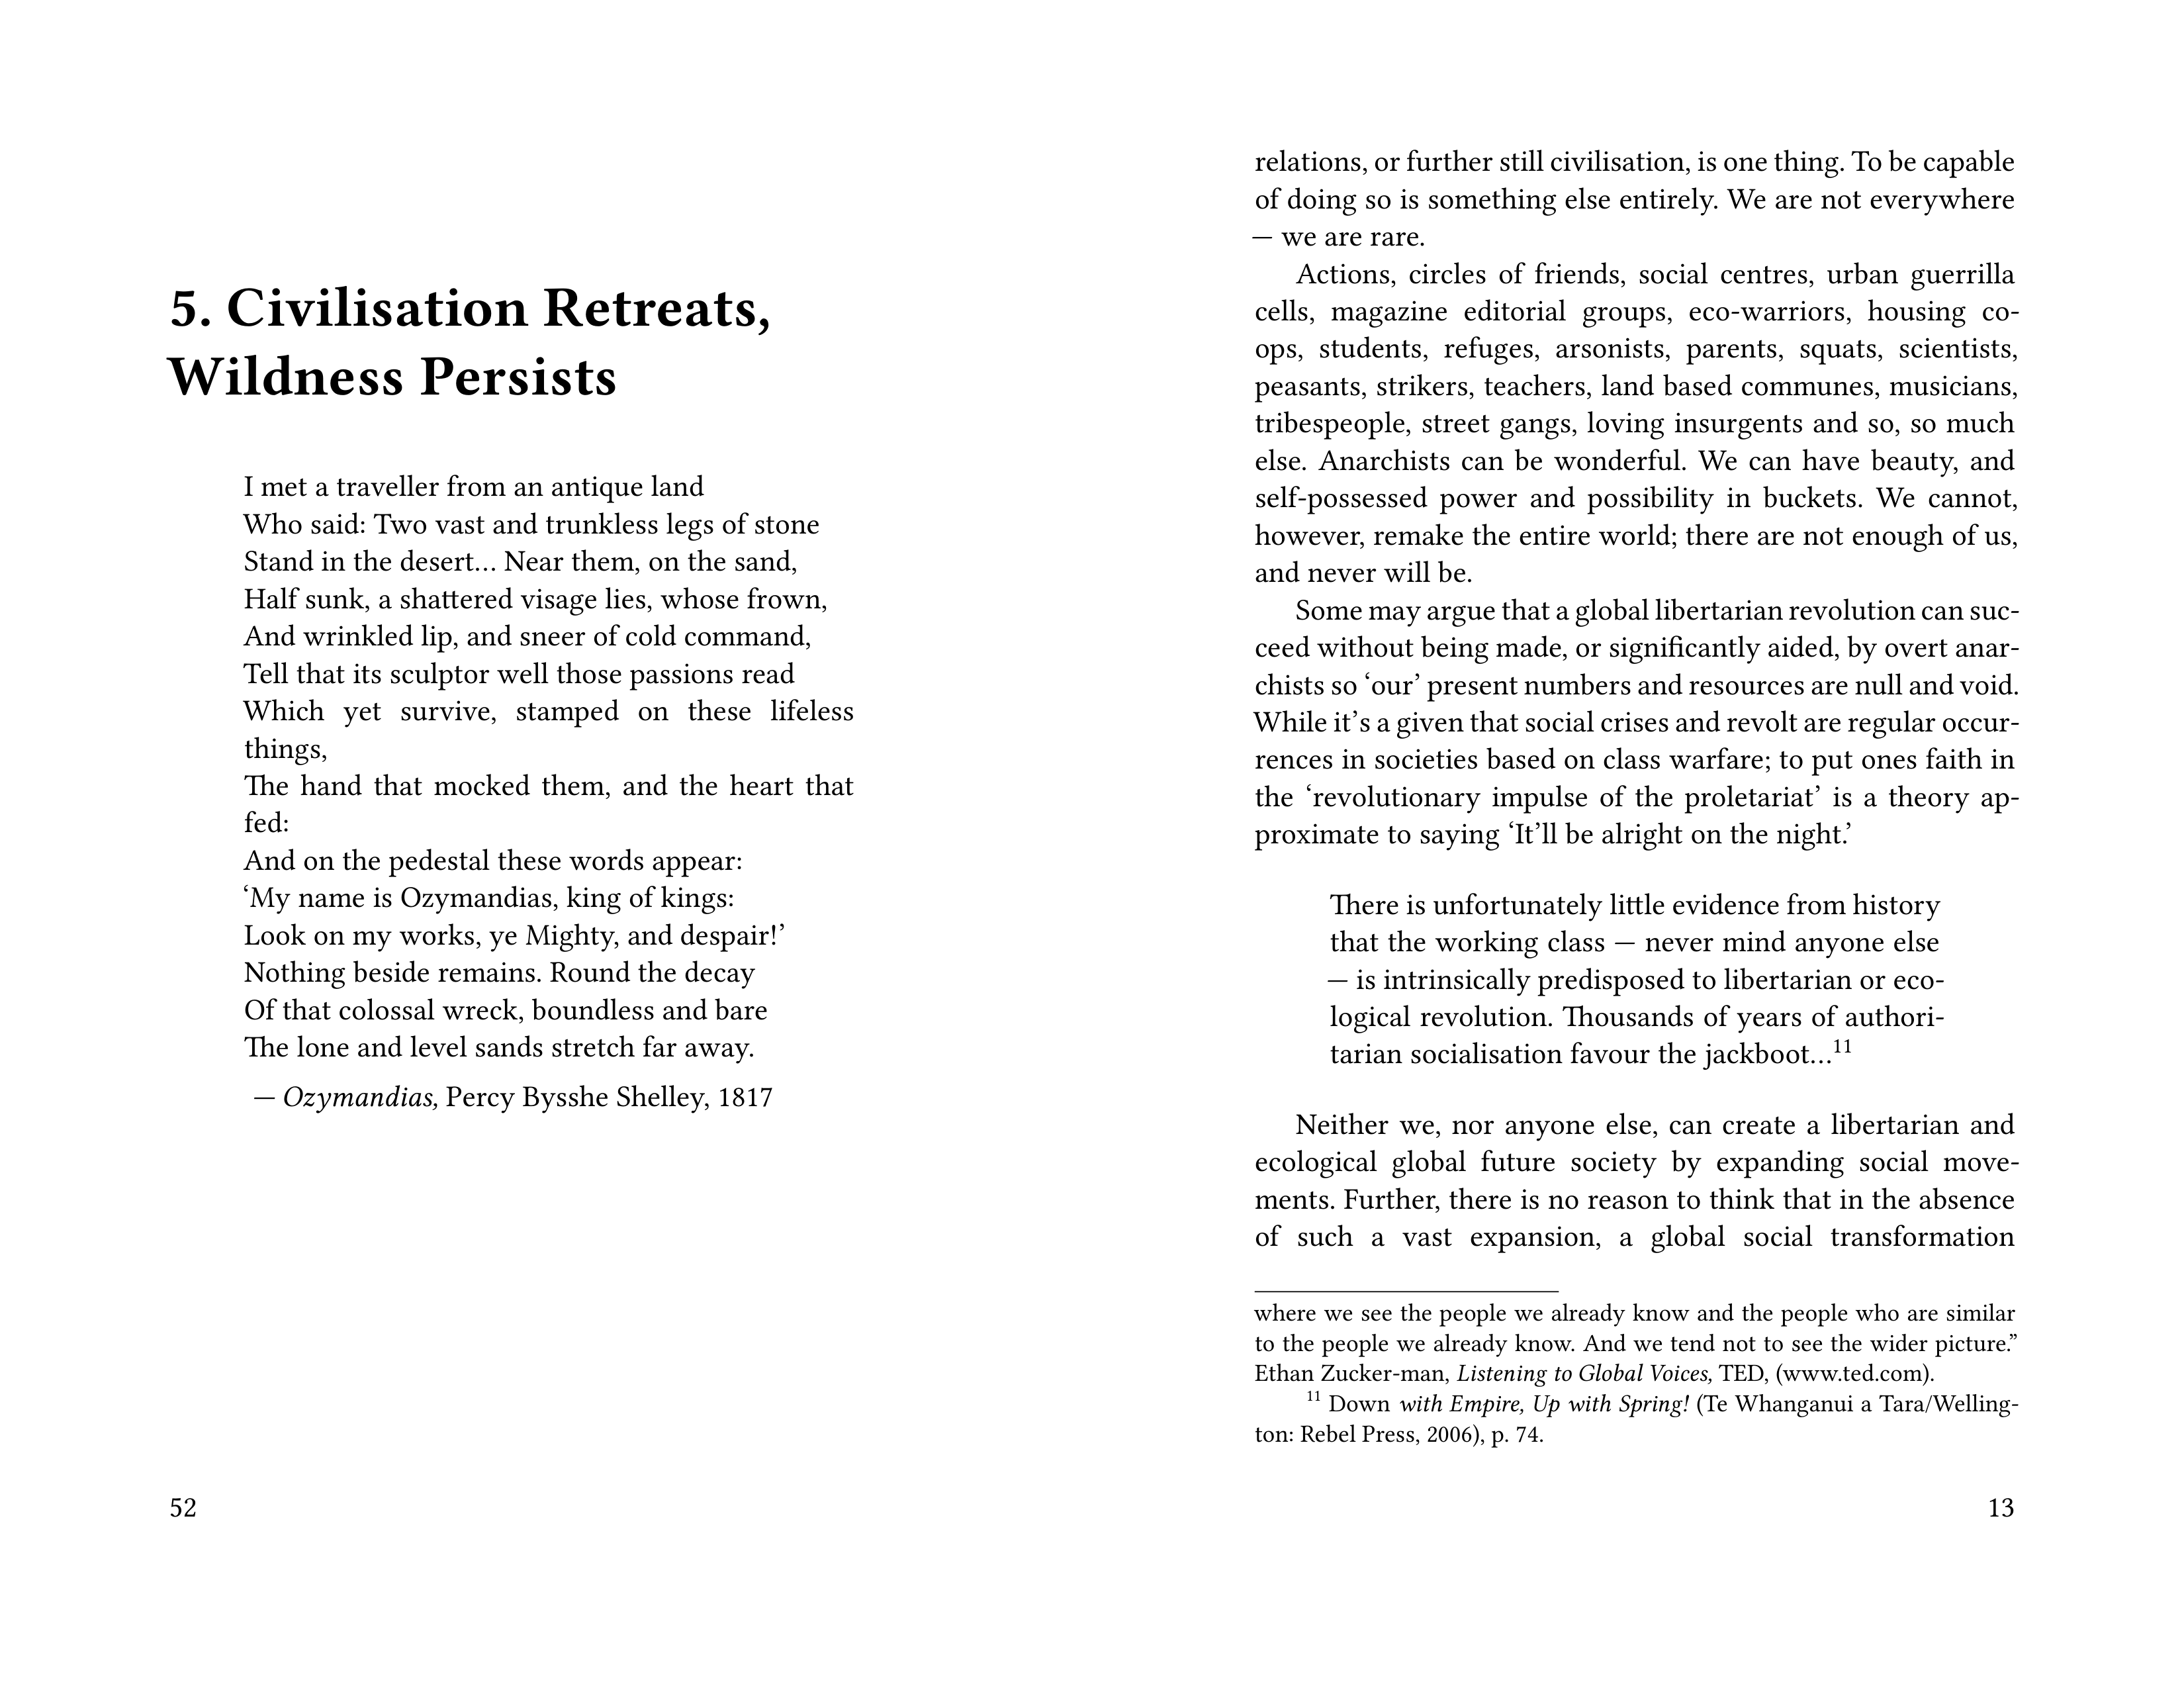 5. Civilisation Retreats,
Wildness Persists
I met a traveller from an antique land
Who said: Two vast and trunkless legs of stone
Stand in the desert… Near them, on the sand,
Half sunk, a shattered visage lies, whose frown,
And wrinkled lip, and sneer of cold command,
Tell that its sculptor well those passions read
Which yet survive, stamped on these lifeless
things,
The hand that mocked them, and the heart that
fed:
And on the pedestal these words appear:
‘My name is Ozymandias, king of kings:
Look on my works, ye Mighty, and despair!’
Nothing beside remains. Round the decay
Of that colossal wreck, boundless and bare
The lone and level sands stretch far away.
— Ozymandias, Percy Bysshe Shelley, 1817
52
relations, or further still civilisation, is one thing. To be capable
of doing so is something else entirely. We are not everywhere
— we are rare.
Actions, circles of friends, social centres, urban guerrilla
cells, magazine editorial groups, eco-warriors, housing co-
ops, students, refuges, arsonists, parents, squats, scientists,
peasants, strikers, teachers, land based communes, musicians,
tribespeople, street gangs, loving insurgents and so, so much
else. Anarchists can be wonderful. We can have beauty, and
self-possessed power and possibility in buckets. We cannot,
however, remake the entire world; there are not enough of us,
and never will be.
Some may argue that a global libertarian revolution can suc-
ceed without being made, or significantly aided, by overt anar-
chists so ‘our’ present numbers and resources are null and void.
While it’s a given that social crises and revolt are regular occur-
rences in societies based on class warfare; to put ones faith in
the ‘revolutionary impulse of the proletariat’ is a theory ap-
proximate to saying ‘It’ll be alright on the night.’
There is unfortunately little evidence from history
that the working class — never mind anyone else
— is intrinsically predisposed to libertarian or eco-
logical revolution. Thousands of years of authori-
tarian socialisation favour the jackboot…11
Neither we, nor anyone else, can create a libertarian and
ecological global future society by expanding social move-
ments. Further, there is no reason to think that in the absence
of such a vast expansion, a global social transformation
where we see the people we already know and the people who are similar
to the people we already know. And we tend not to see the wider picture.”
Ethan Zucker-man, Listening to Global Voices, TED, (www.ted.com).
11 Down with Empire, Up with Spring! (Te Whanganui a Tara/Welling-
ton: Rebel Press, 2006), p. 74.
13